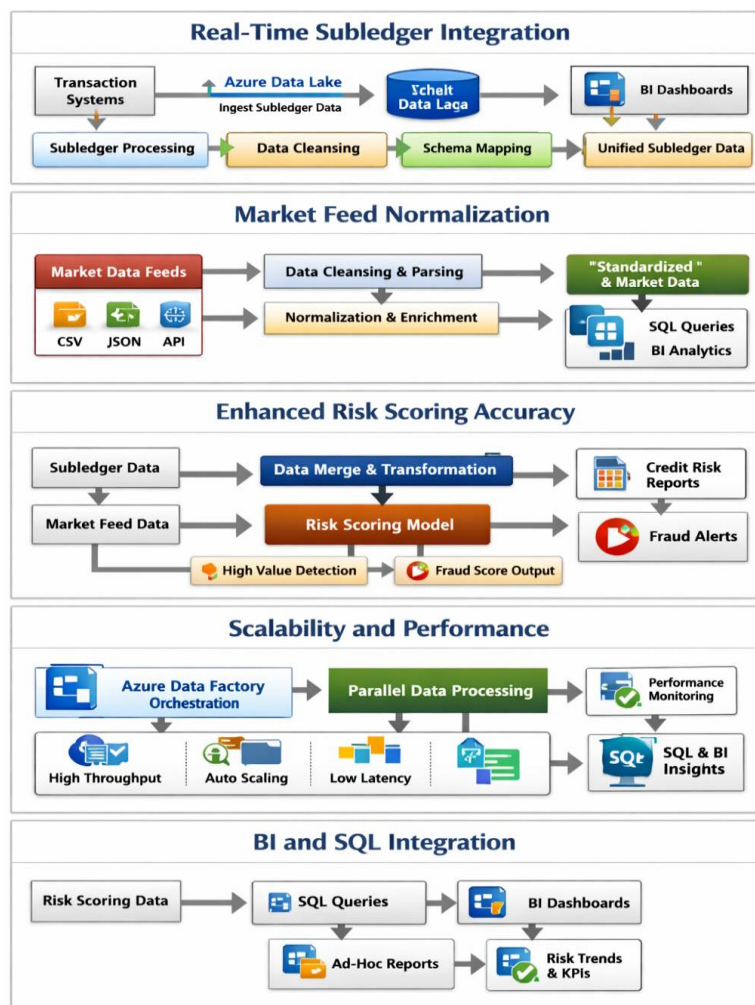 Real-Time Subledger Integration
Transaction
Systems
Azure Data Lake
Ingest Subledger Data
Data Laga
BI Dashboards
Subledger Processing
Data Cleansing
Schema Mapping
Unified Subledger Data
Market Feed Normalization
Market Data Feeds
Data Cleansing & Parsing
"Standardized "
& Market Data
CSV
JSON
API
Normalization & Enrichment
SQL Queries
BI Analytics
Enhanced Risk Scoring Accuracy
Subledger Data
Data Merge & Transformation
Credit Risk
Reports
Market Feed Data
Risk Scoring Model
Fraud Alerts
High Value Detection
Fraud Score Output
Scalability and Performance
Azure Data Factory
Orchestration
Parallel Data Processing
Performance
Monitoring
High Throughput
Auto Scaling
Low Latency
SQL & BI
Insights
BI and SQL Integration
Risk Scoring Data
SQL Queries
BI Dashboards
Ad-Hoc Reports
Risk Trends
& KPIs